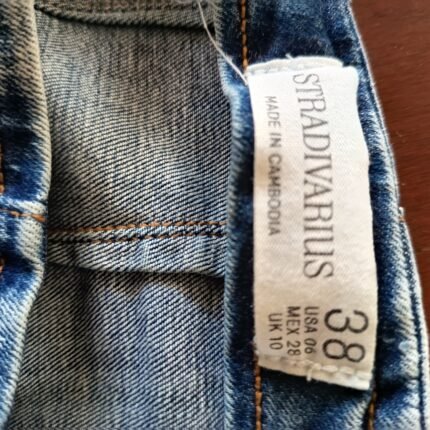 STRADIVARIUS
MADE IN CAMBODIA
38
USA 06
MEX 28
UK 10